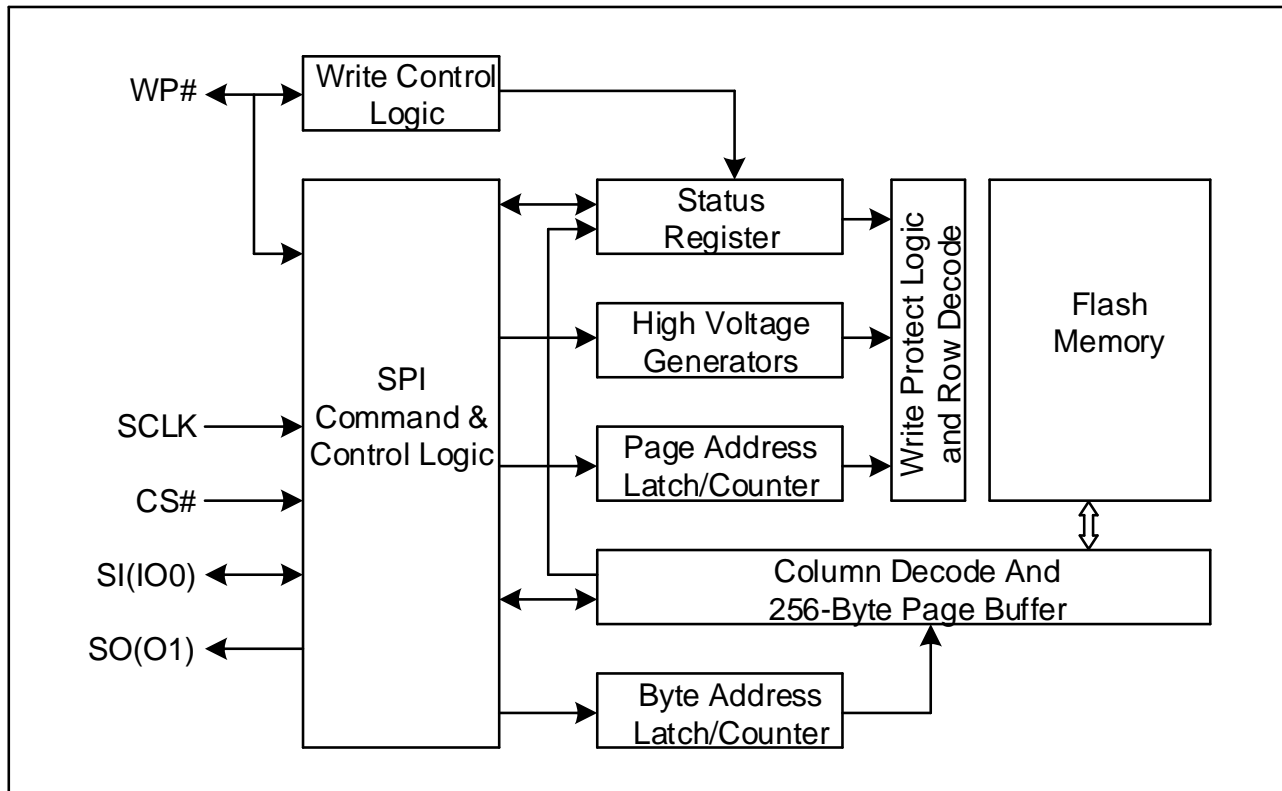 WP#
Write Control
Logic
Status
Register
Write Protect Logic
and Row Decode
Flash
Memory
High Voltage
Generators
SPI
Command &
Control Logic
SCLK
Page Address
Latch/Counter
CS#
SI(IO0)
Column Decode And
256-Byte Page Buffer
SO(O1)
Byte Address
Latch/Counter